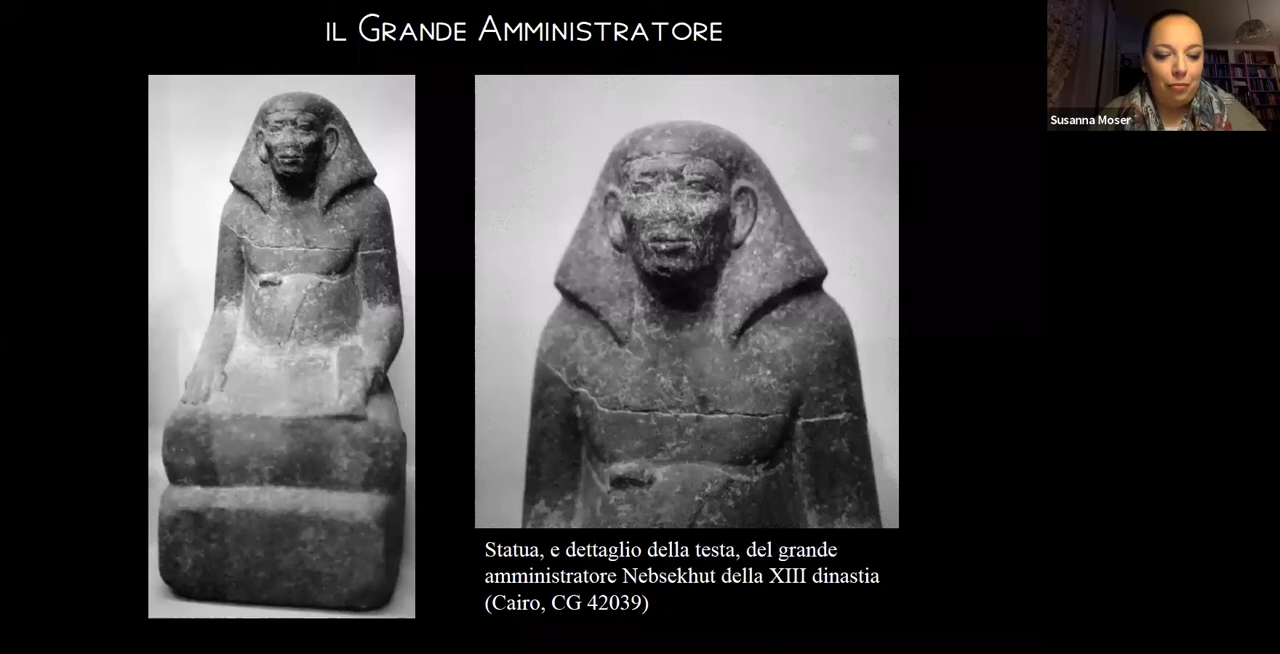 il Grande Amministratore
Susanna Moser
Statua, e dettaglio della testa, del grande
amministratore Nebsekhut della XIII dinastia
(Cairo, CG 42039)